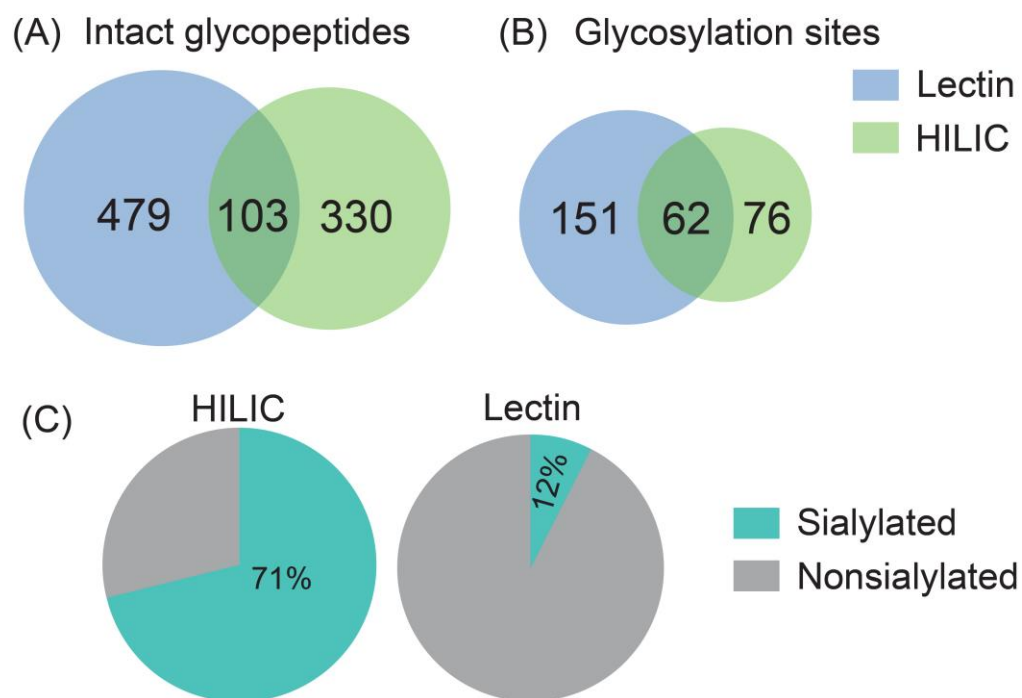 (A) Intact glycopeptides
(B) Glycosylation sites
Lectin
HILIC
479 103 330
151 62 76
(C)
HILIC
Lectin
71%
12%
Sialylated
Nonsialylated